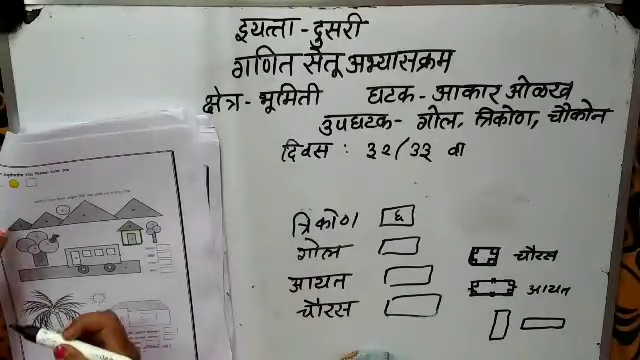 इयत्ता - दुसरी
गणित सेतू अभ्यासक्रम
क्षेत्र - भूमिती घटक - आकार ओळख
उपघटक - गोल, त्रिकोण, चौकोन
दिवस : ३२/३३ वा
त्रिकोण ६
गोल
आयत
चौरस
चौरस
आयत